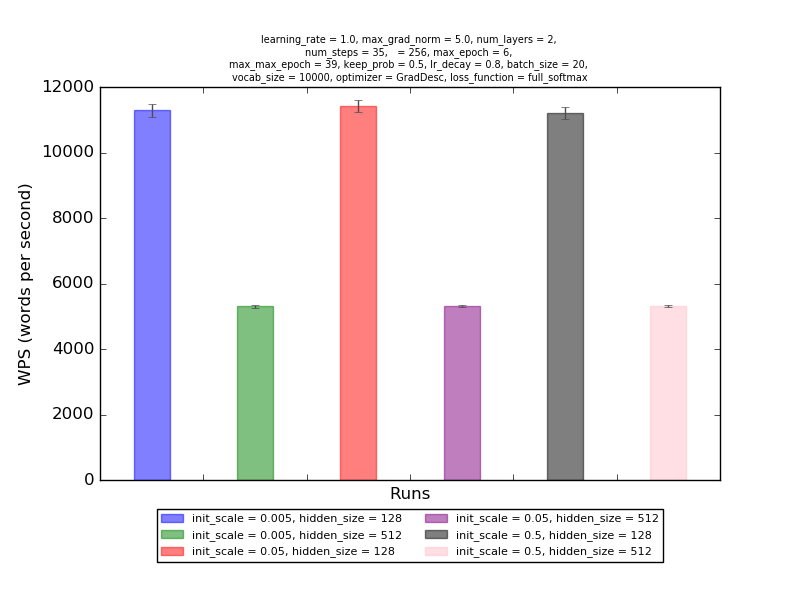 learning_rate = 1.0, max_grad_norm = 5.0, num_layers = 2,
num_steps = 35,   = 256, max_epoch = 6,
max_max_epoch = 39, keep_prob = 0.5, lr_decay = 0.8, batch_size = 20,
vocab_size = 10000, optimizer = GradDesc, loss_function = full_softmax
12000
10000
8000
6000
4000
2000
0
WPS (words per second)
Runs
init_scale = 0.005, hidden_size = 128
init_scale = 0.005, hidden_size = 512
init_scale = 0.05, hidden_size = 128
init_scale = 0.05, hidden_size = 512
init_scale = 0.5, hidden_size = 128
init_scale = 0.5, hidden_size = 512